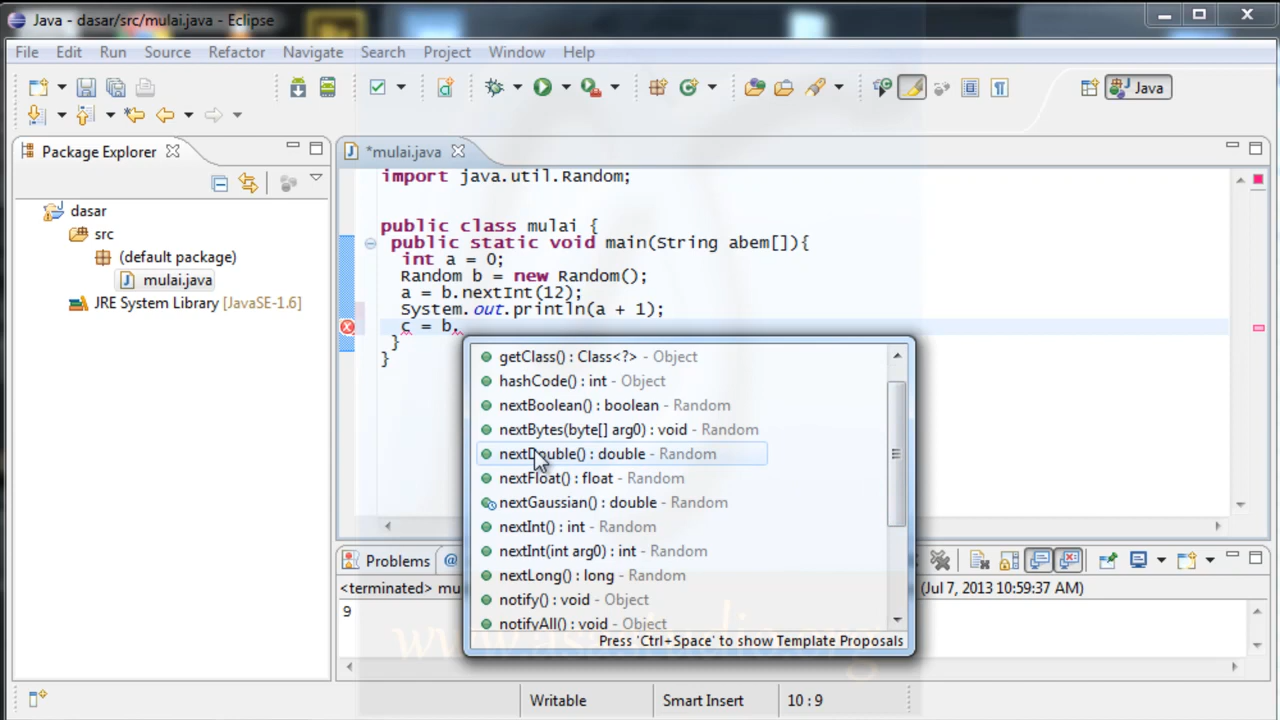 Java - dasar/src/mulai.java - Eclipse
File Edit Run Source Refactor Navigate Search Project Window Help
Java
Package Explorer
dasar
src
(default package)
mulai.java
JRE System Library [JavaSE-1.6]
*mulai.java
import java.util.Random;
public class mulai {
public static void main(String abem[]){
int a = 0;
Random b = new Random();
a = b.nextInt(12);
System.out.println(a + 1);
c = b.
}
}
getClass() : Class<?> - Object
hashCode() : int - Object
nextBoolean() : boolean - Random
nextBytes(byte[] arg0) : void - Random
nextDouble() : double - Random
nextFloat() : float - Random
nextGaussian() : double - Random
nextInt() : int - Random
nextInt(int arg0) : int - Random
nextLong() : long - Random
notify() : void - Object
notifyAll() : void - Object
Press 'Ctrl+Space' to show Template Proposals
Problems @
<terminated> mu (Jul 7, 2013 10:59:37 AM)
9
Writable Smart Insert 10 : 9